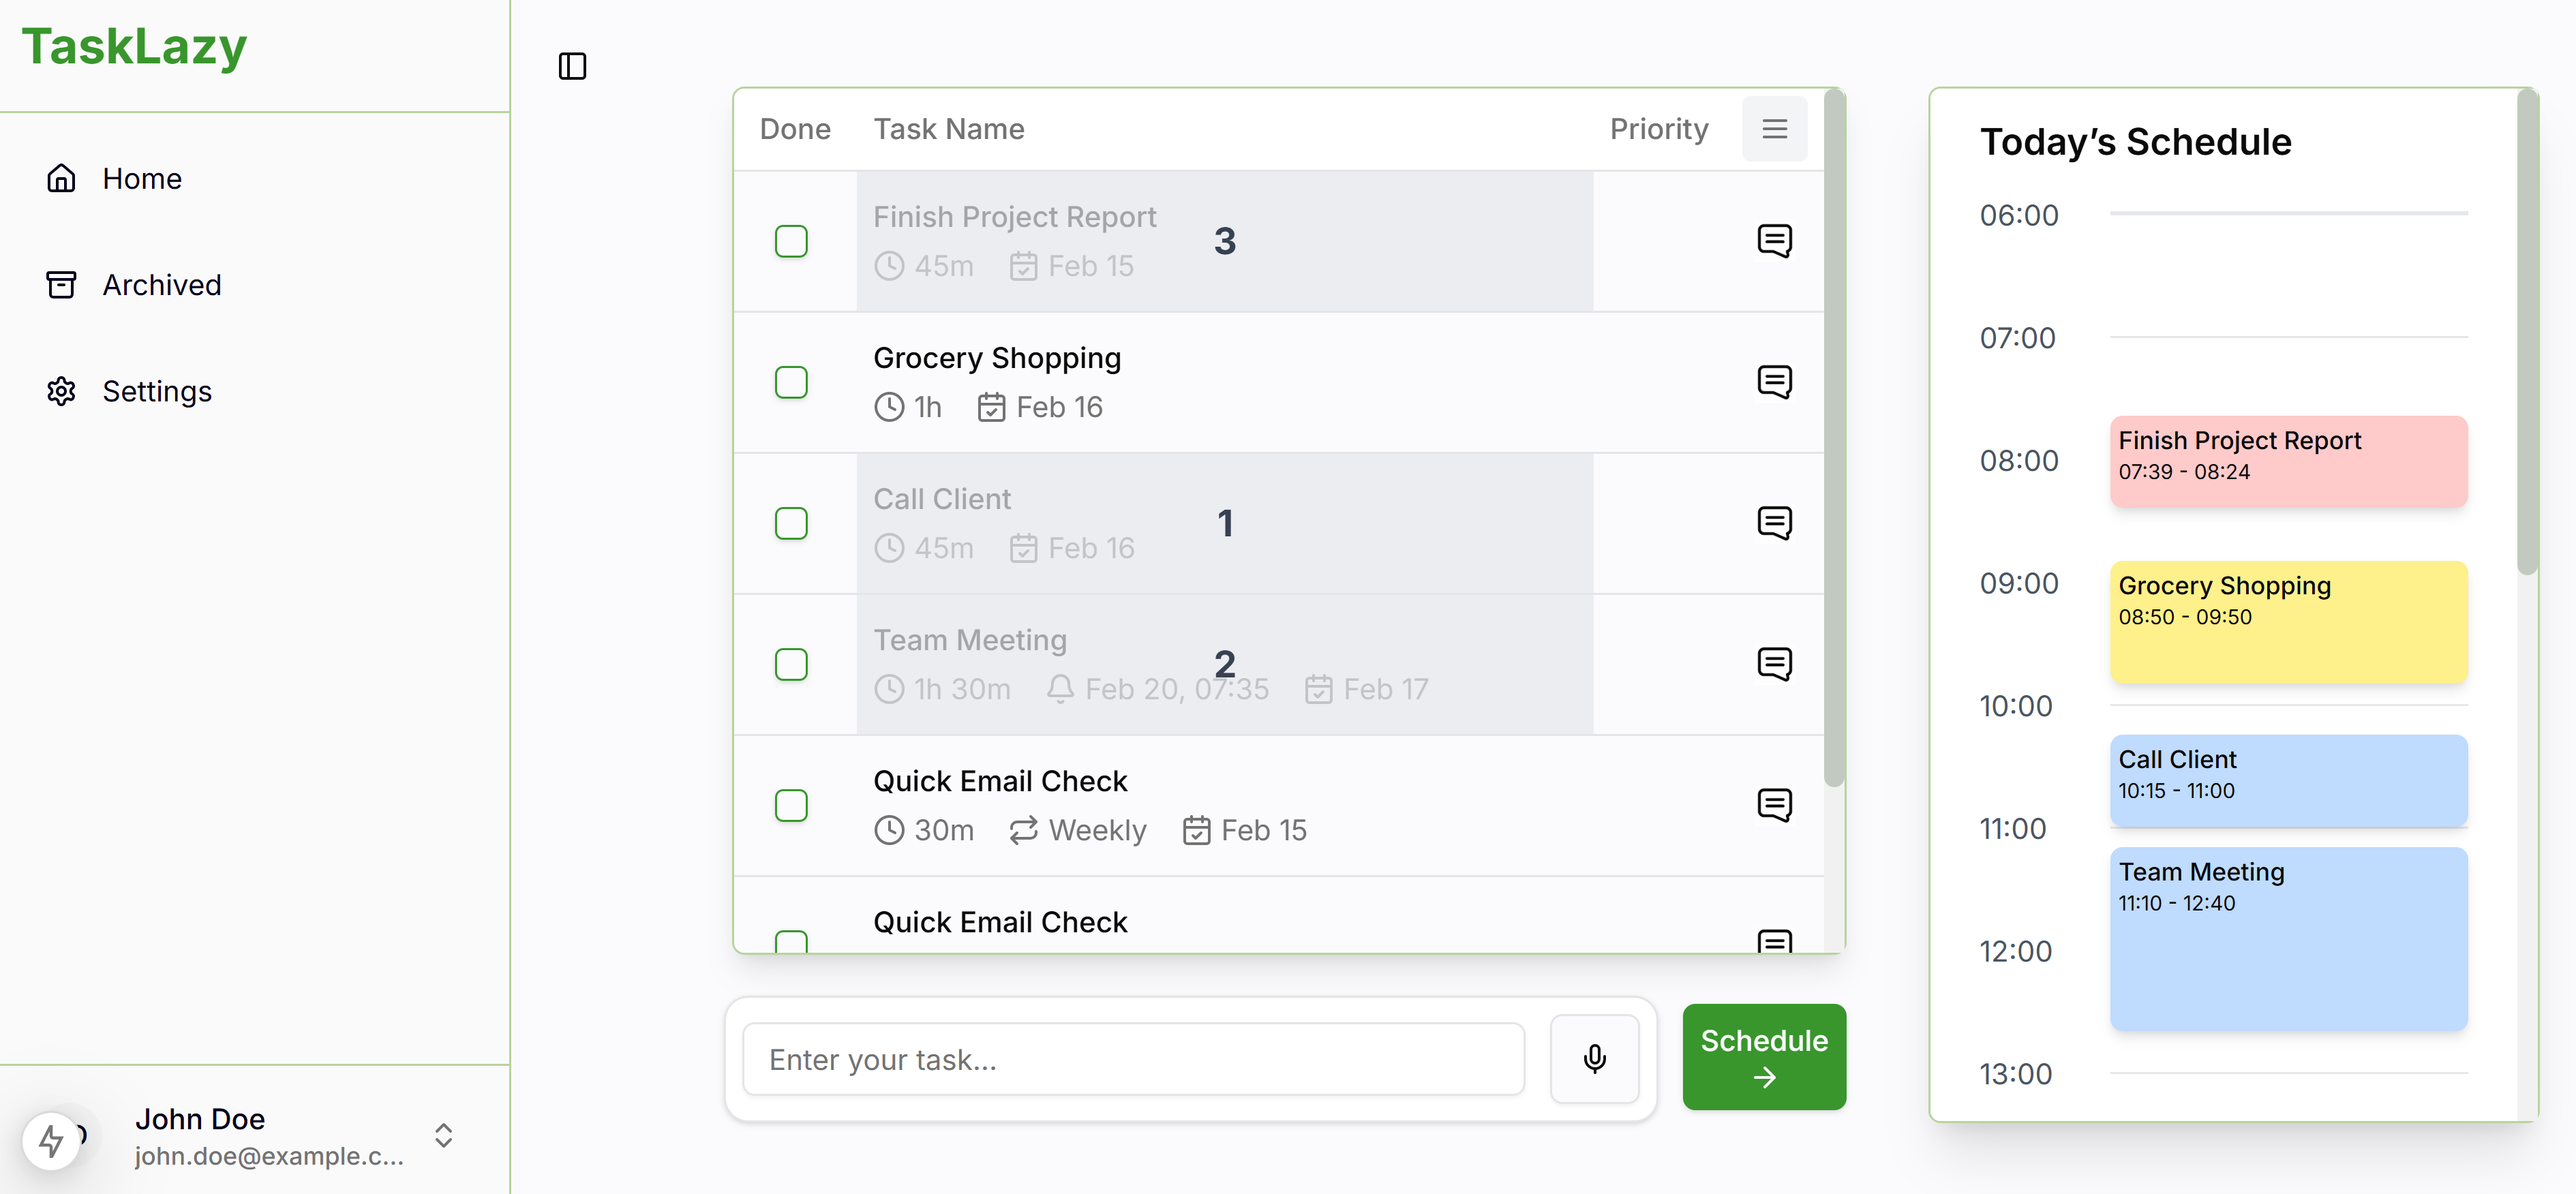 TaskLazy
Home
Archived
Settings
John Doe
john.doe@example.c...
Done Task Name Priority
Finish Project Report
3
45m Feb 15
Grocery Shopping
1h Feb 16
Call Client
1
45m Feb 16
Team Meeting
2
1h 30m Feb 20, 07:35 Feb 17
Quick Email Check
30m Weekly Feb 15
Quick Email Check
Enter your task...
Schedule
Today’s Schedule
06:00
07:00
Finish Project Report
08:00
07:39 - 08:24
09:00
Grocery Shopping
08:50 - 09:50
10:00
Call Client
10:15 - 11:00
11:00
Team Meeting
11:10 - 12:40
12:00
13:00